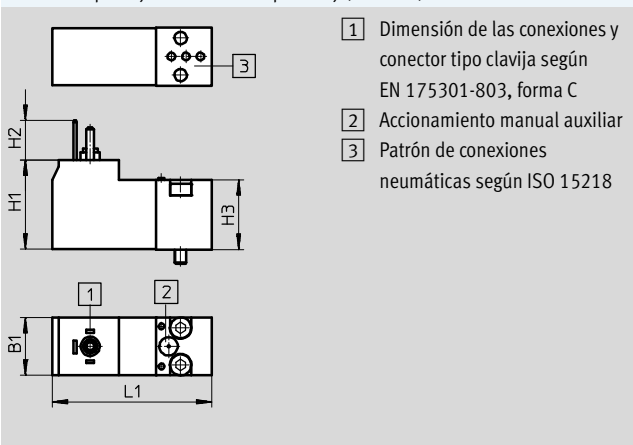 1 Dimensión de las conexiones y
conector tipo clavija según
EN 175301-803, forma C
2 Accionamiento manual auxiliar
3 Patrón de conexiones
neumáticas según ISO 15218
3
H2
H1
H3
1
2
B1
L1